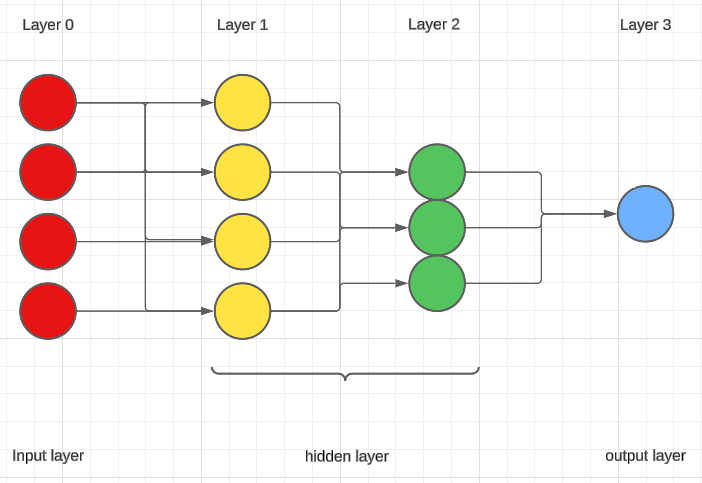 Layer 0
Layer 1
Layer 2
Layer 3
Input layer
hidden layer
output layer